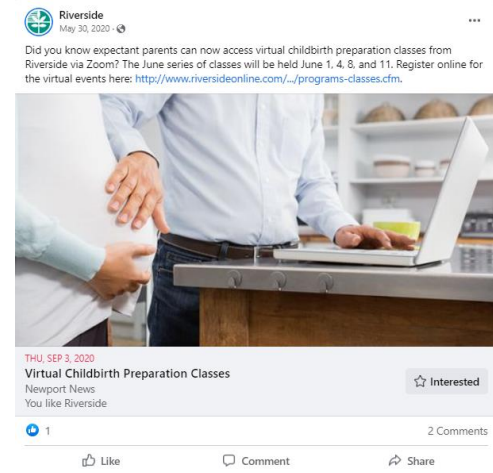 Riverside
May 30, 2020 ·
Did you know expectant parents can now access virtual childbirth preparation classes from
Riverside via Zoom? The June series of classes will be held June 1, 4, 8, and 11. Register online for
the virtual events here: http://www.riversideonline.com/.../programs-classes.cfm.
THU, SEP 3, 2020
Virtual Childbirth Preparation Classes
Newport News
You like Riverside
Interested
1
2 Comments
Like Comment Share